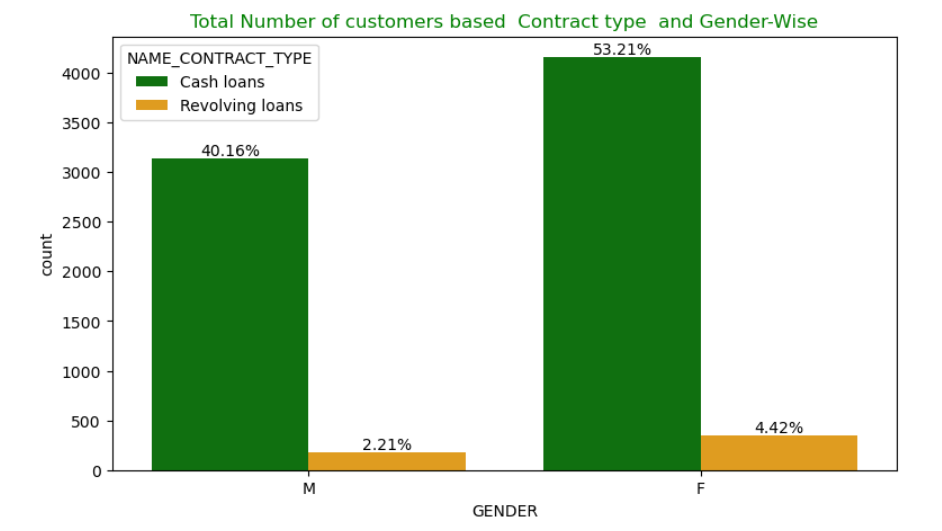 Total Number of customers based  Contract type  and Gender-Wise
NAME_CONTRACT_TYPE
Cash loans
Revolving loans
53.21%
40.16%
2.21%
4.42%
4000
3500
3000
2500
2000
1500
1000
500
0
count
M
F
GENDER